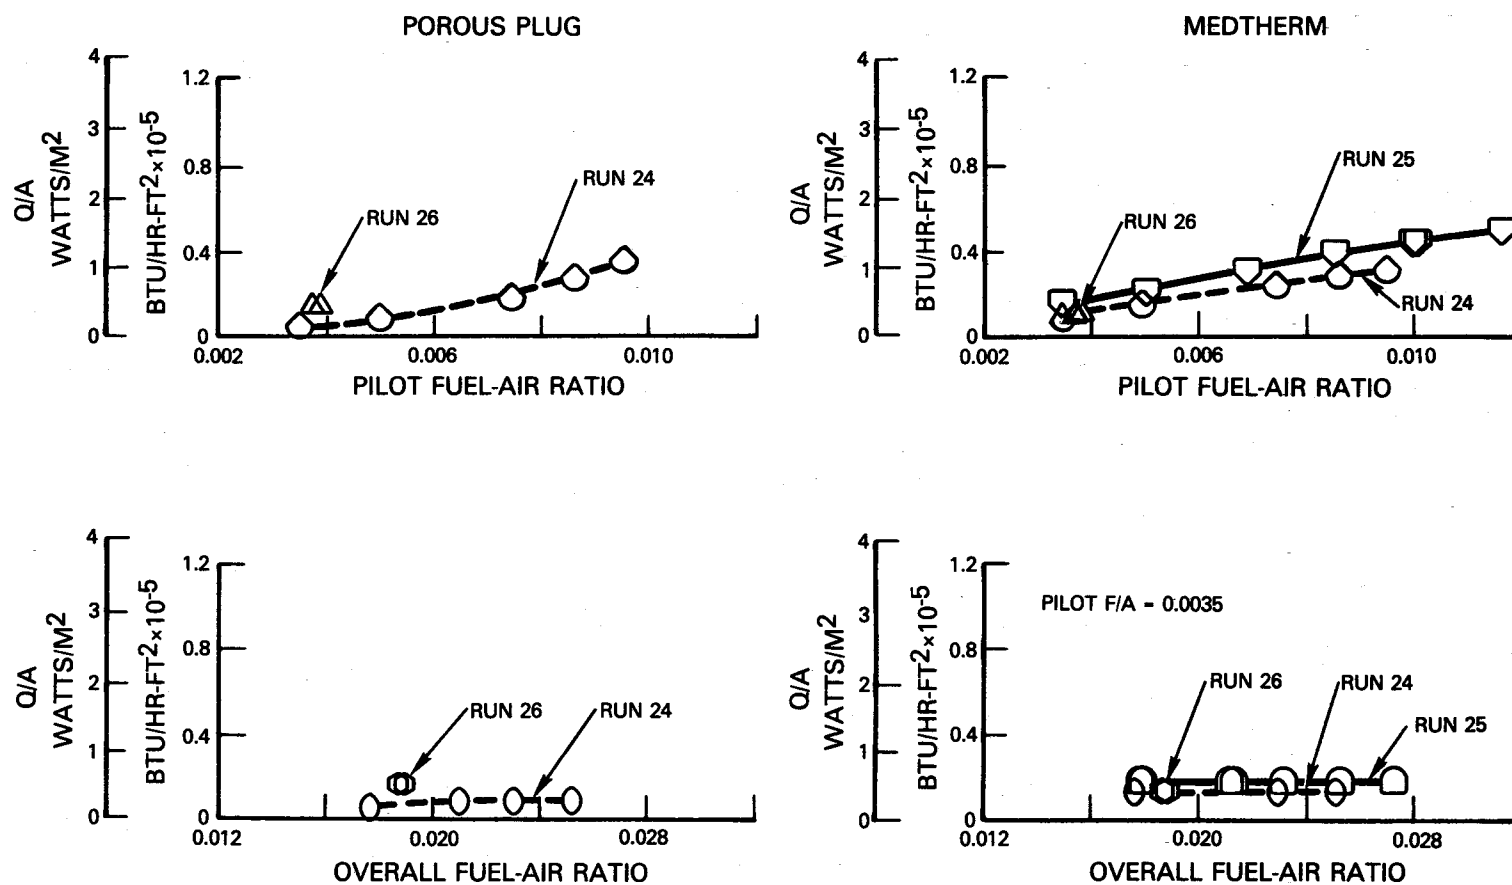 POROUS PLUG
4
3
2
1
0
Q/A
WATTS/M²
1.2
0.8
0.4
0
BTU/HR-FT²×10⁻⁵
RUN 24
RUN 26
0.002
0.006
0.010
PILOT FUEL-AIR RATIO
MEDTHERM
4
3
2
1
0
Q/A
WATTS/M²
1.2
0.8
0.4
0
BTU/HR-FT²×10⁻⁵
RUN 25
RUN 26
RUN 24
0.002
0.006
0.010
PILOT FUEL-AIR RATIO
4
3
2
1
0
Q/A
WATTS/M²
1.2
0.8
0.4
0
BTU/HR-FT²×10⁻⁵
RUN 26
RUN 24
0.012
0.020
0.028
OVERALL FUEL-AIR RATIO
4
3
2
1
0
Q/A
WATTS/M²
1.2
0.8
0.4
0
BTU/HR-FT²×10⁻⁵
PILOT F/A = 0.0035
RUN 26
RUN 24
RUN 25
0.012
0.020
0.028
OVERALL FUEL-AIR RATIO